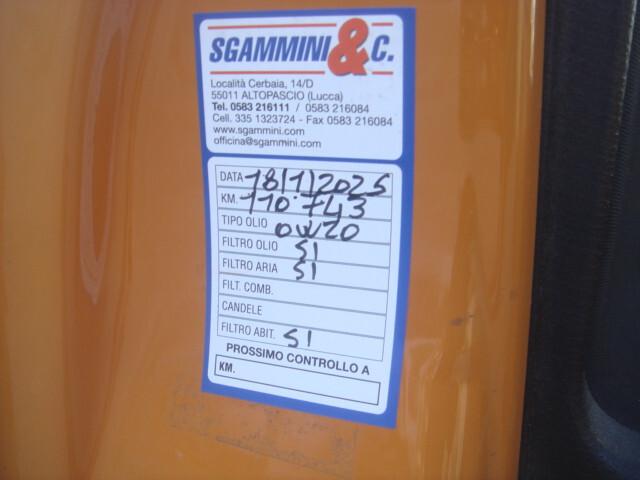 SGAMMINI & C.
Località Cerbaia, 14/D
55011 ALTOPASCIO (Lucca)
Tel. 0583 216111 / 0583 216084
Cell. 335 1323724 - Fax 0583 216084
www.sgammini.com
officina@sgammini.com
DATA 18/1/2025
KM. 110.743
TIPO OLIO 0W20
FILTRO OLIO SI
FILTRO ARIA SI
FILT. COMB.
CANDELE
FILTRO ABIT. SI
PROSSIMO CONTROLLO A
KM.